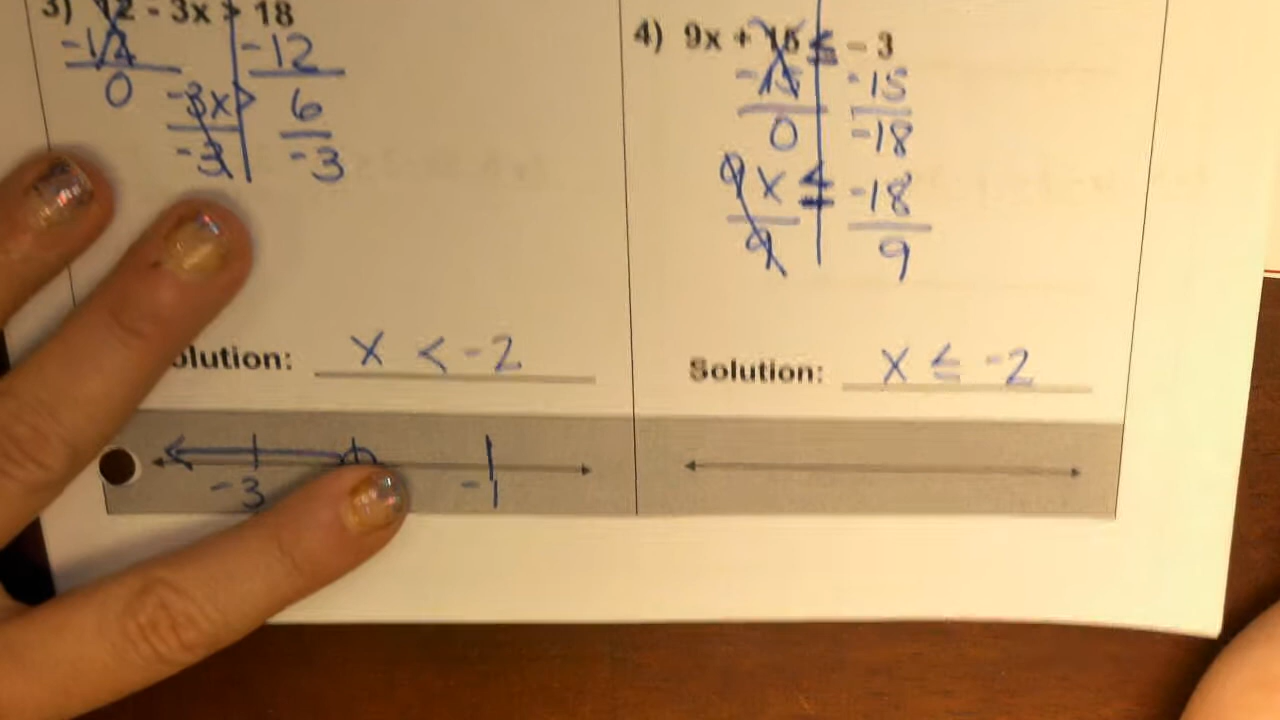 3) 12 - 3x > 18
-12 -12
0
-3x > 6
-3 -3
olution: x < -2
-3 -1
4) 9x + 15 ≤ - 3
-15 -15
0 -18
9x ≤ -18
9 9
Solution: x ≤ -2